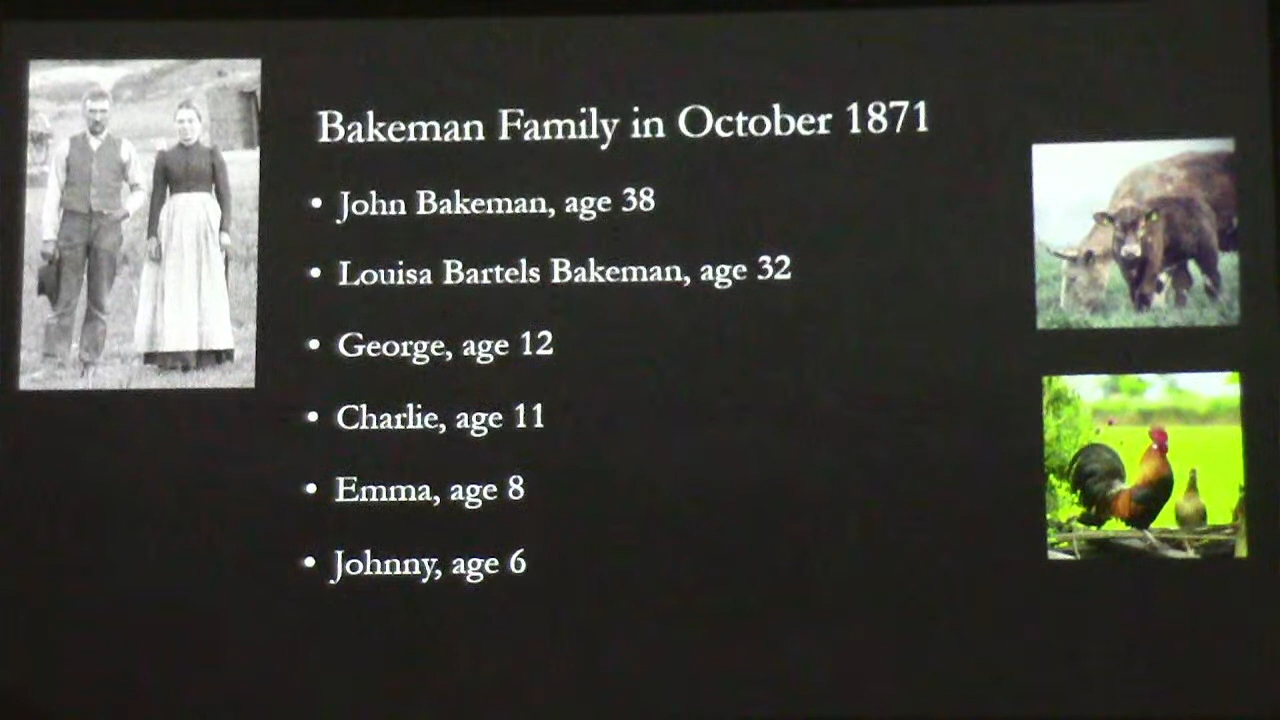 Bakeman Family in October 1871
• John Bakeman, age 38
• Louisa Bartels Bakeman, age 32
• George, age 12
• Charlie, age 11
• Emma, age 8
• Johnny, age 6